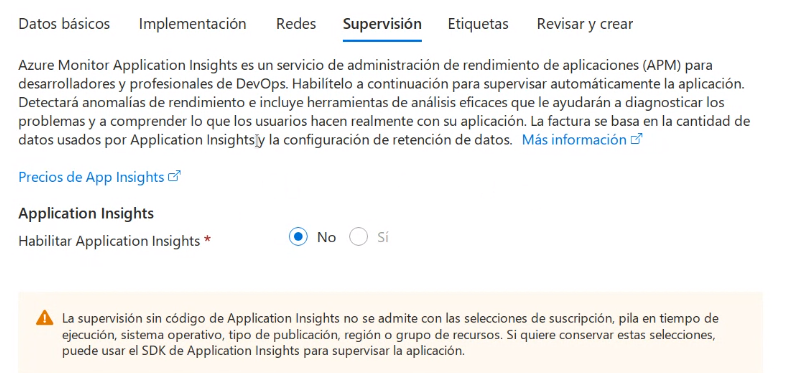 Datos básicos Implementación Redes Supervisión Etiquetas Revisar y crear
Azure Monitor Application Insights es un servicio de administración de rendimiento de aplicaciones (APM) para
desarrolladores y profesionales de DevOps. Habilítelo a continuación para supervisar automáticamente la aplicación.
Detectará anomalías de rendimiento e incluye herramientas de análisis eficaces que le ayudarán a diagnosticar los
problemas y a comprender lo que los usuarios hacen realmente con su aplicación. La factura se basa en la cantidad de
datos usados por Application Insights y la configuración de retención de datos. Más información
Precios de App Insights
Application Insights
Habilitar Application Insights * No Sí
La supervisión sin código de Application Insights no se admite con las selecciones de suscripción, pila en tiempo de
ejecución, sistema operativo, tipo de publicación, región o grupo de recursos. Si quiere conservar estas selecciones,
puede usar el SDK de Application Insights para supervisar la aplicación.